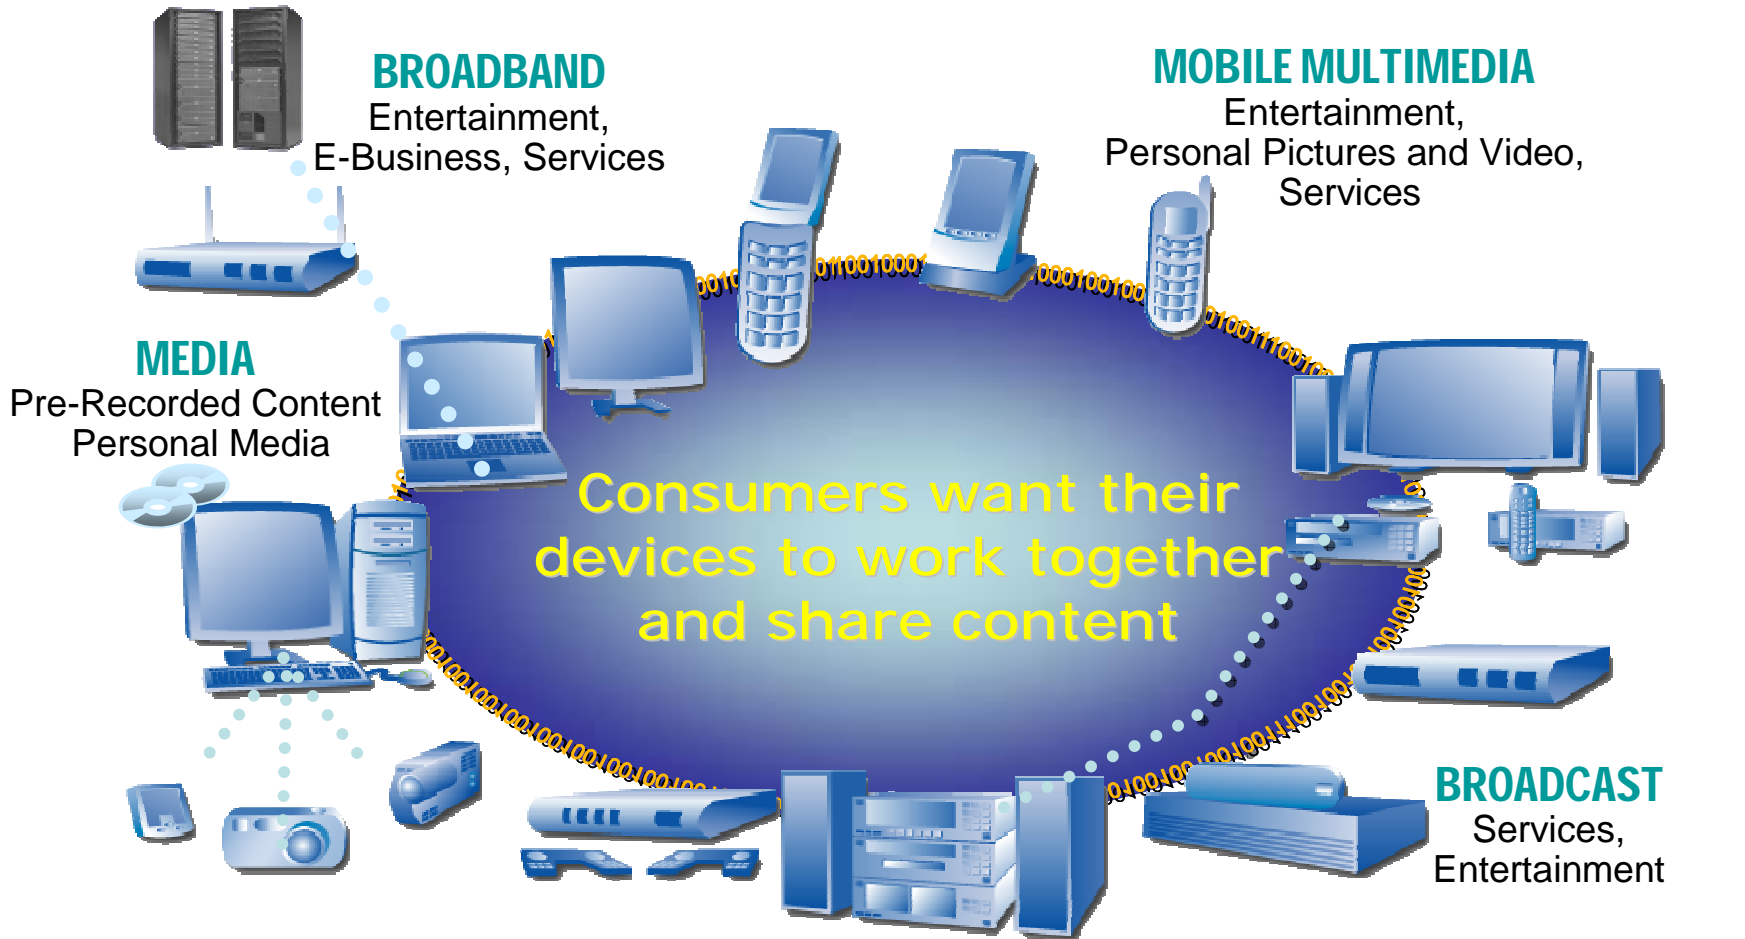 BROADBAND
Entertainment,
E-Business, Services
MOBILE MULTIMEDIA
Entertainment,
Personal Pictures and Video,
Services
MEDIA
Pre-Recorded Content
Personal Media
Consumers want their
devices to work together
and share content
BROADCAST
Services,
Entertainment